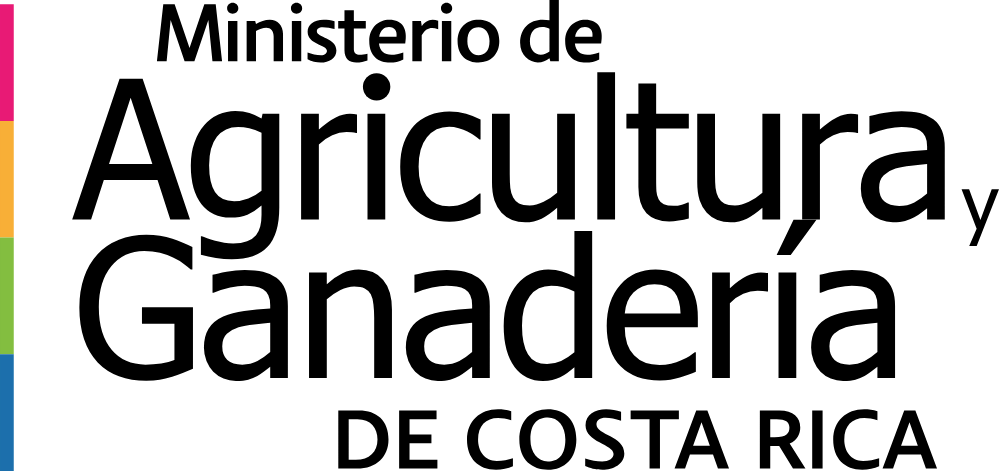 Ministerio de
Agricultura y
Ganadería
DE COSTA RICA